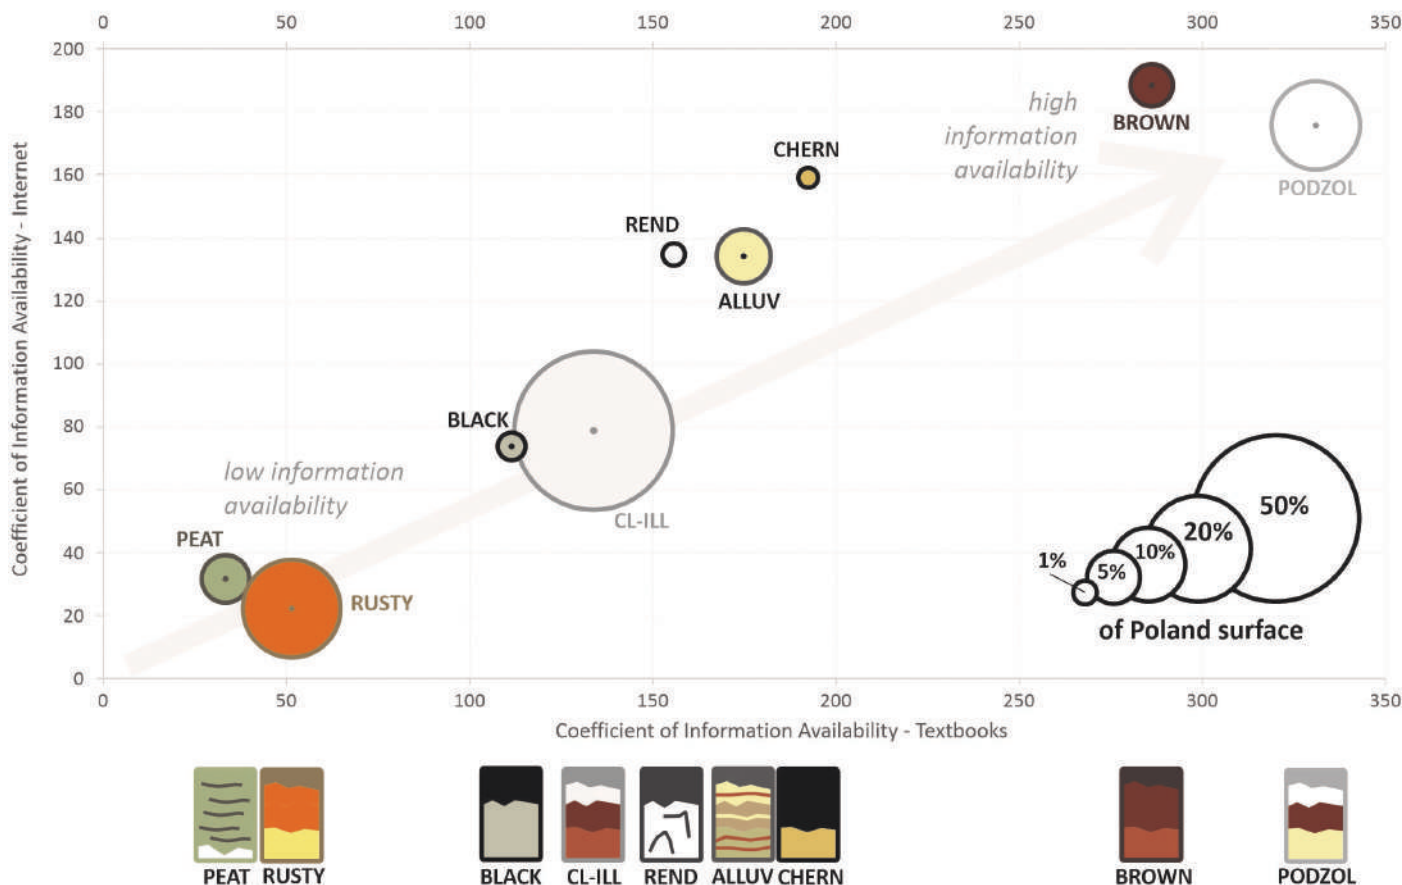 0 50 100 150 200 250 300 350
200
180
160
140
120
100
80
60
40
20
0
Coefficient of Information Availability - Internet
high
information
availability
BROWN
PODZOL
CHERN
REND
ALLUV
BLACK
CL-ILL
low information
availability
PEAT
RUSTY
1%
5%
10%
20%
50%
of Poland surface
0 50 100 150 200 250 300 350
Coefficient of Information Availability - Textbooks
PEAT RUSTY BLACK CL-ILL REND ALLUV CHERN BROWN PODZOL